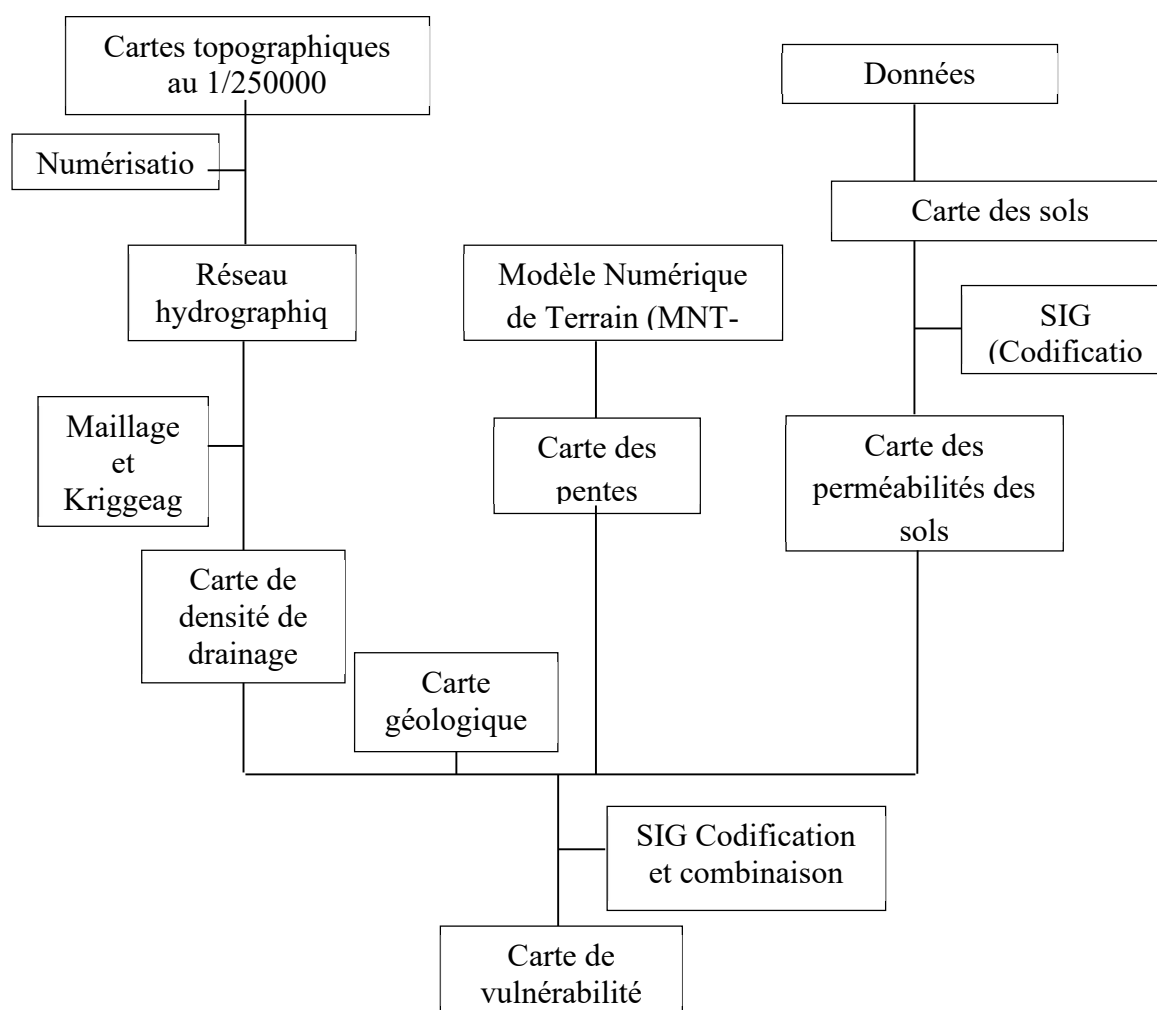 Cartes topographiques
au 1/250000
Données
Numérisatio
Carte des sols
Réseau
hydrographiq
Modèle Numérique
de Terrain (MNT-
SIG
(Codificatio
Maillage
et
Kriggeag
Carte des
pentes
Carte des
perméabilités des
sols
Carte de
densité de
drainage
Carte
géologique
SIG Codification
et combinaison
Carte de
vulnérabilité